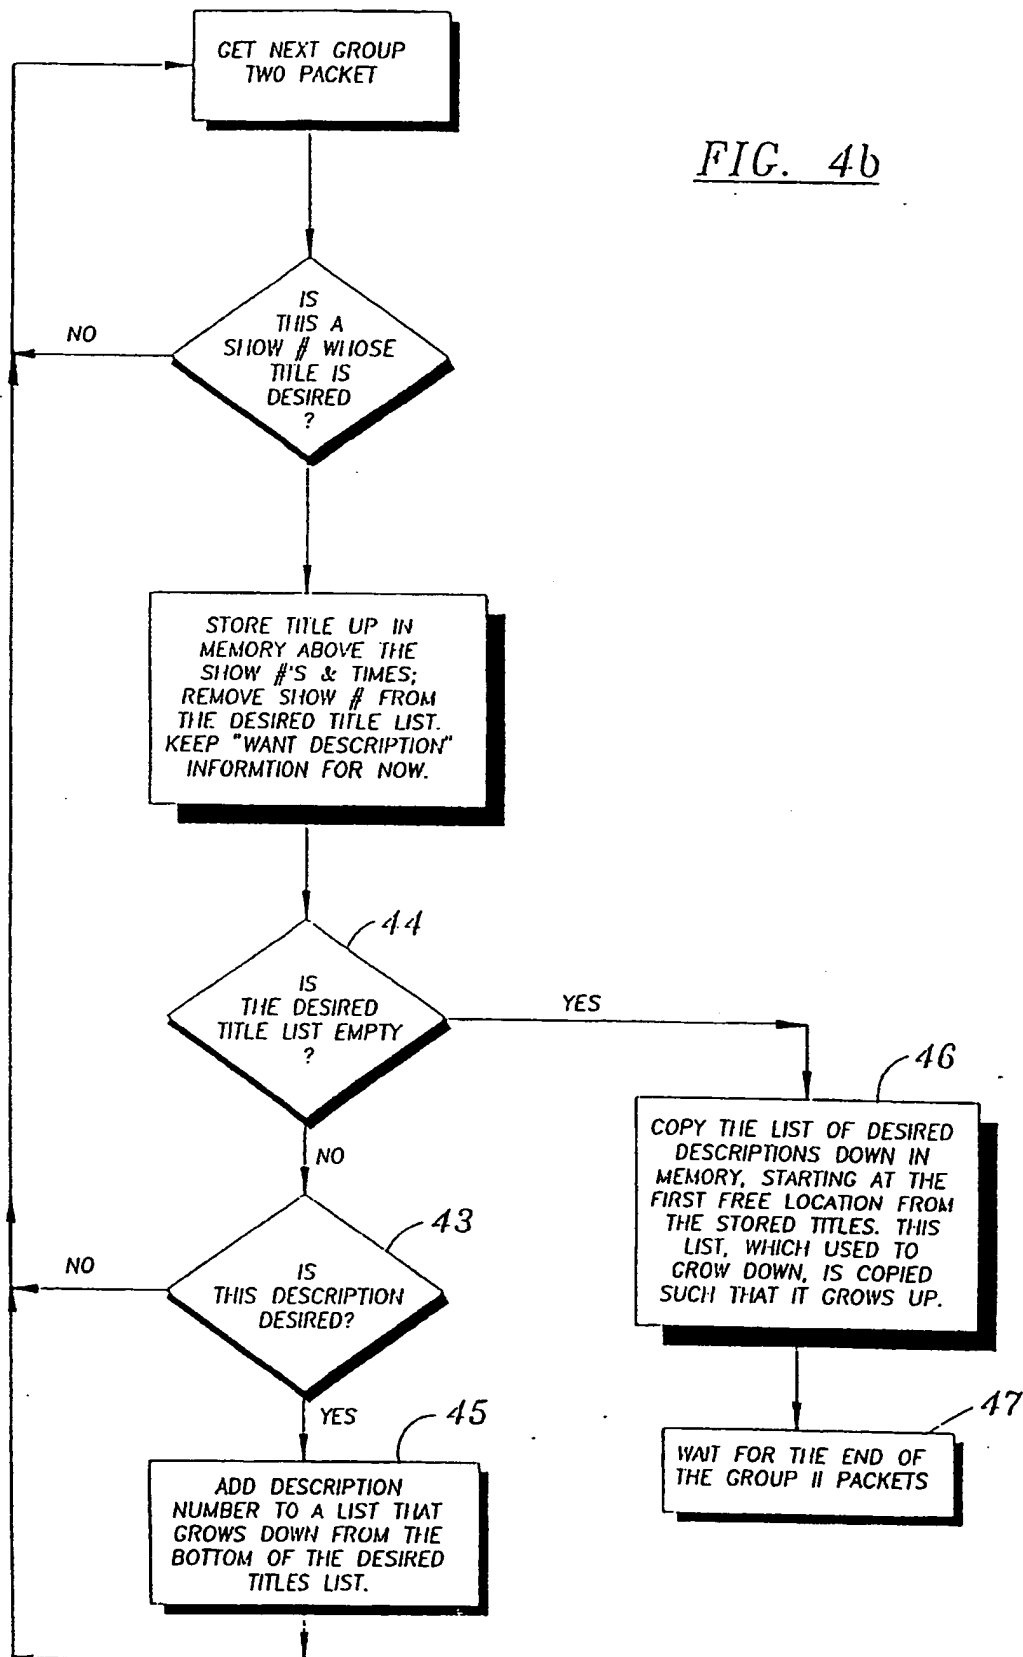 GET NEXT GROUP
TWO PACKET
FIG. 4b
IS
THIS A
SHOW # WHOSE
TITLE IS
DESIRED
?
NO
STORE TITLE UP IN
MEMORY ABOVE THE
SHOW #'S & TIMES;
REMOVE SHOW # FROM
THE DESIRED TITLE LIST.
KEEP "WANT DESCRIPTION"
INFORMTION FOR NOW.
44
IS
THE DESIRED
TITLE LIST EMPTY
?
YES
NO
46
COPY THE LIST OF DESIRED
DESCRIPTIONS DOWN IN
MEMORY, STARTING AT THE
FIRST FREE LOCATION FROM
THE STORED TITLES. THIS
LIST, WHICH USED TO
GROW DOWN, IS COPIED
SUCH THAT IT GROWS UP.
43
IS
THIS DESCRIPTION
DESIRED?
NO
YES
45
ADD DESCRIPTION
NUMBER TO A LIST THAT
GROWS DOWN FROM THE
BOTTOM OF THE DESIRED
TITLES LIST.
47
WAIT FOR THE END OF
THE GROUP II PACKETS